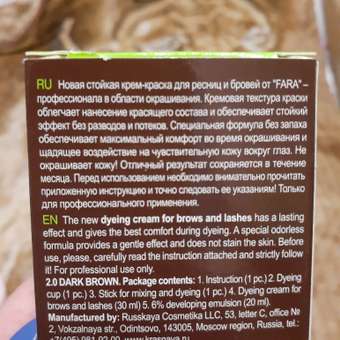 RU Новая стойкая крем-краска для ресниц и бровей от "FARA" –
профессионала в области окрашивания. Кремовая текстура краски
облегчает нанесение красящего состава и обеспечивает стойкий
эффект без разводов и потеков. Специальная формула без запаха
обеспечивает максимальный комфорт во время окрашивания и
щадящее воздействие на чувствительную кожу вокруг глаз. Не
окрашивает кожу! Отличный результат сохраняется в течение
месяца. Перед использованием необходимо внимательно прочитать
приложенную инструкцию и точно следовать ее указаниям! Только
для профессионального применения.
EN The new dyeing cream for brows and lashes has a lasting
effect and gives the best comfort during dyeing. A special odorless
formula provides a gentle effect and does not stain the skin. Before
use, please, carefully read the instruction attached and strictly follow
it! For professional use only.
2.0 DARK BROWN. Package contents: 1. Instruction (1 pc.) 2. Dyeing
cup (1 pc.) 3. Stick for mixing and dyeing (1 pc.) 4. Dyeing cream for
brows and lashes (30 ml) 5. 6% developing emulsion (20 ml).
Manufactured by: Russkaya Cosmetika LLC, 53, letter C, office №
2, Vokzalnaya str., Odintsovo, 143005, Moscow region, Russia,